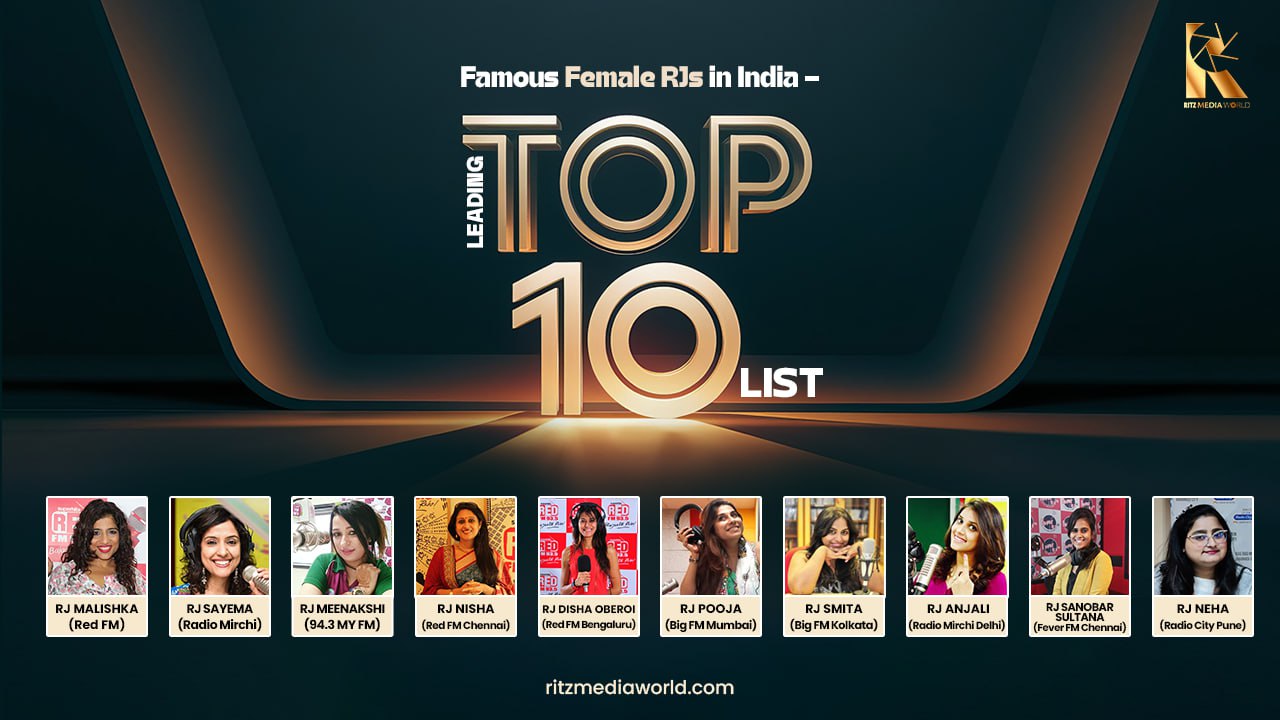 Famous Female RJs in India –
LEADING
TOP
10
LIST
RITZ MEDIA WORLD
RJ MALISHKA
(Red FM)
RJ SAYEMA
(Radio Mirchi)
RJ MEENAKSHI
(94.3 MY FM)
RJ NISHA
(Red FM Chennai)
RJ DISHA OBEROI
(Red FM Bengaluru)
RJ POOJA
(Big FM Mumbai)
RJ SMITA
(Big FM Kolkata)
RJ ANJALI
(Radio Mirchi Delhi)
RJ SANOBAR
SULTANA
(Fever FM Chennai)
RJ NEHA
(Radio City Pune)
ritzmediaworld.com